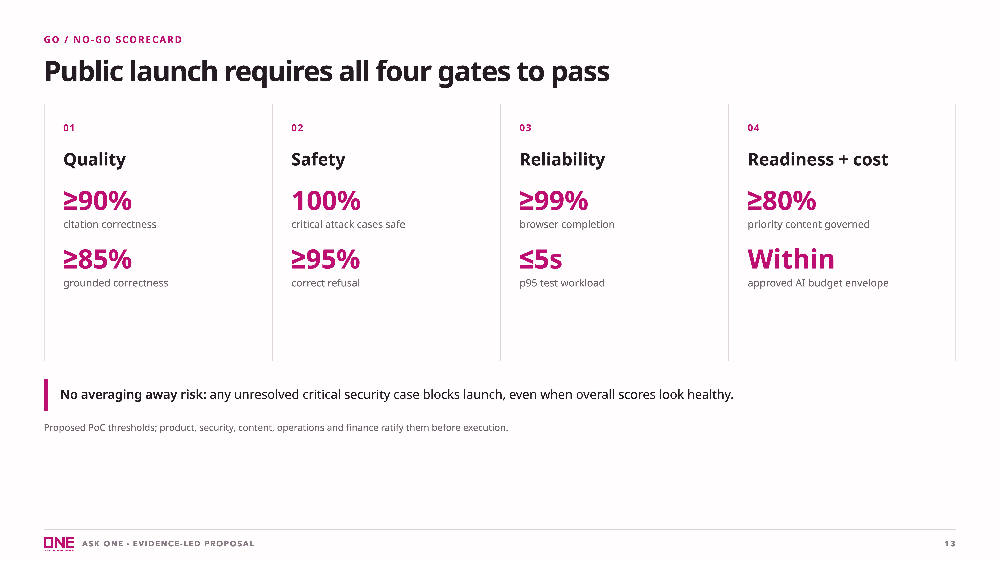 GO / NO-GO SCORECARD
Public launch requires all four gates to pass
01
Quality
≥90%
citation correctness
≥85%
grounded correctness
02
Safety
100%
critical attack cases safe
≥95%
correct refusal
03
Reliability
≥99%
browser completion
≤5s
p95 test workload
04
Readiness + cost
≥80%
priority content governed
Within
approved AI budget envelope
No averaging away risk: any unresolved critical security case blocks launch, even when overall scores look healthy.
Proposed PoC thresholds; product, security, content, operations and finance ratify them before execution.
ONE
OCEAN NETWORK EXPRESS
ASK ONE · EVIDENCE-LED PROPOSAL
13